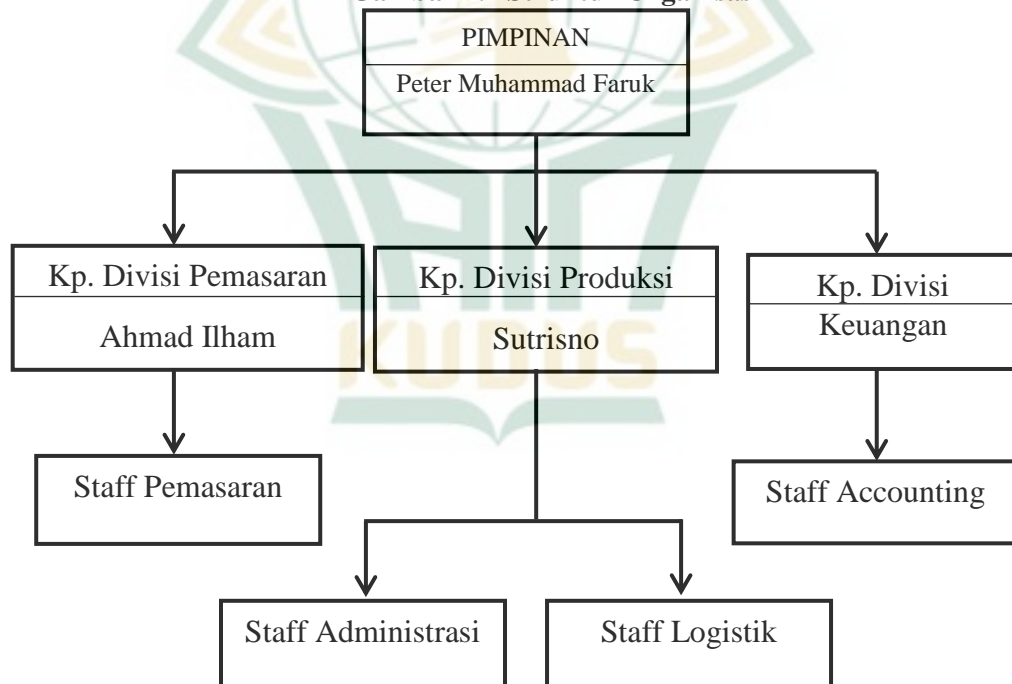 PIMPINAN
Peter Muhammad Faruk
Kp. Divisi Pemasaran
Ahmad Ilham
Kp. Divisi Produksi
Sutrisno
Kp. Divisi
Keuangan
Staff Pemasaran
Staff Accounting
Staff Administrasi
Staff Logistik
KUDUS